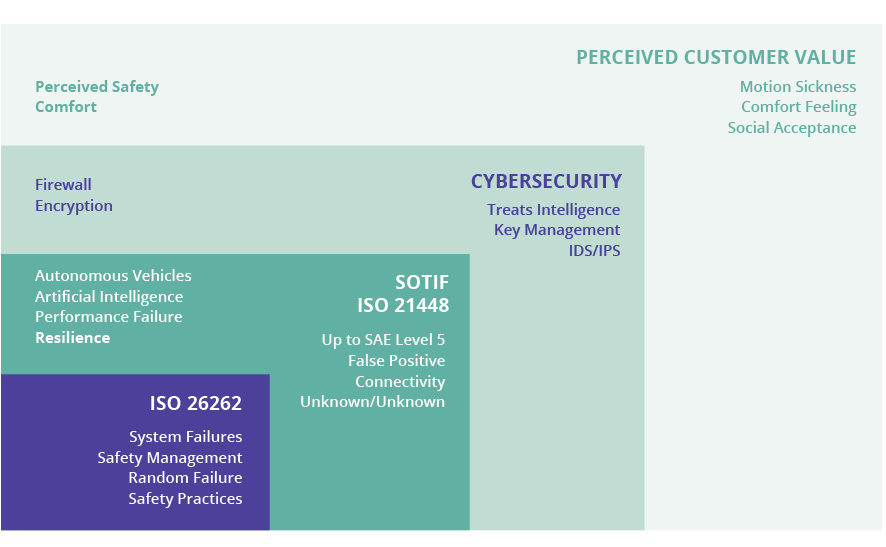 PERCEIVED CUSTOMER VALUE
Perceived Safety
Comfort
Motion Sickness
Comfort Feeling
Social Acceptance
CYBERSECURITY
Firewall
Encryption
Treats Intelligence
Key Management
IDS/IPS
SOTIF
ISO 21448
Autonomous Vehicles
Artificial Intelligence
Performance Failure
Resilience
Up to SAE Level 5
False Positive
Connectivity
Unknown/Unknown
ISO 26262
System Failures
Safety Management
Random Failure
Safety Practices